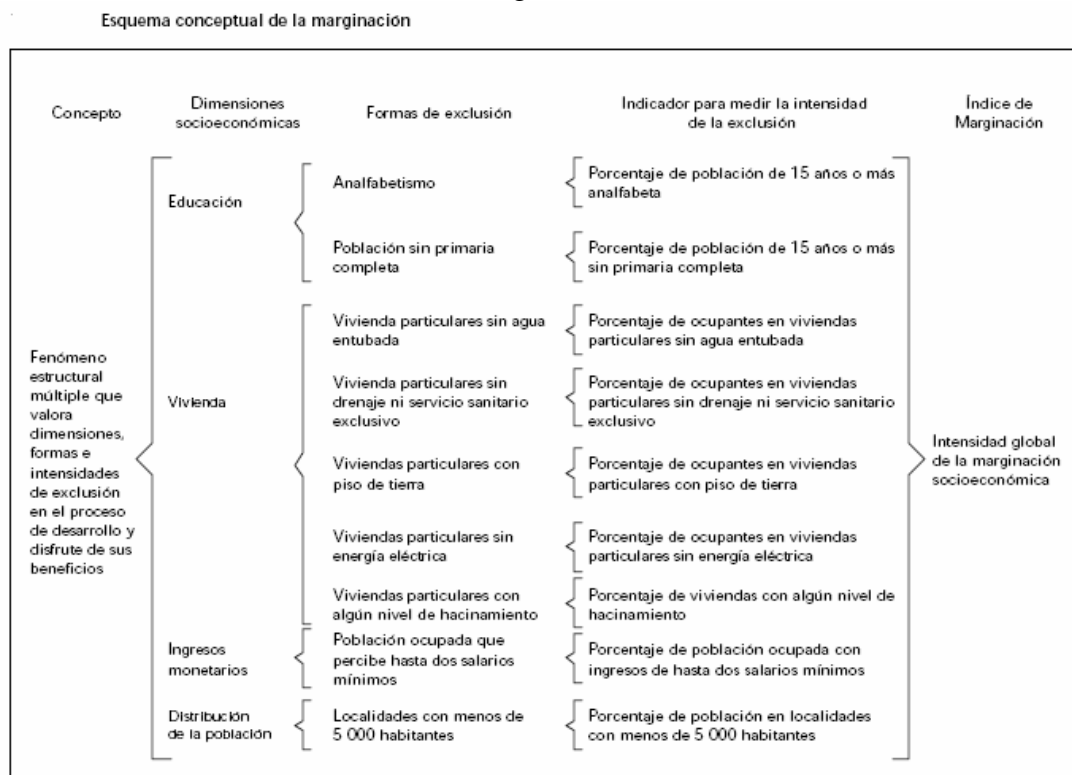 Esquema conceptual de la marginación
Concepto
Dimensiones
socioeconómicas
Formas de exclusión
Indicador para medir la intensidad
de la exclusión
Índice de
Marginación
Fenómeno
estructural
múltiple que
valora
dimensiones,
formas e
intensidades
de exclusión
en el proceso
de desarrollo y
disfrute de sus
beneficios
Educación
Analfabetismo
Porcentaje de población de 15 años o más
analfabeta
Población sin primaria
completa
Porcentaje de población de 15 años o más
sin primaria completa
Vivienda
Vivienda particulares sin agua
entubada
Porcentaje de ocupantes en viviendas
particulares sin agua entubada
Vivienda particulares sin
drenaje ni servicio sanitario
exclusivo
Porcentaje de ocupantes en viviendas
particulares sin drenaje ni servicio sanitario
exclusivo
Viviendas particulares con
piso de tierra
Porcentaje de ocupantes en viviendas
particulares con piso de tierra
Viviendas particulares sin
energía eléctrica
Porcentaje de ocupantes en viviendas
particulares sin energía eléctrica
Viviendas particulares con
algún nivel de hacinamiento
Porcentaje de viviendas con algún nivel de
hacinamiento
Ingresos
monetarios
Población ocupada que
percibe hasta dos salarios
mínimos
Porcentaje de población ocupada con
ingresos de hasta dos salarios mínimos
Distribución
de la población
Localidades con menos de
5 000 habitantes
Porcentaje de población en localidades
con menos de 5 000 habitantes
Intensidad global
de la marginación
socioeconómica